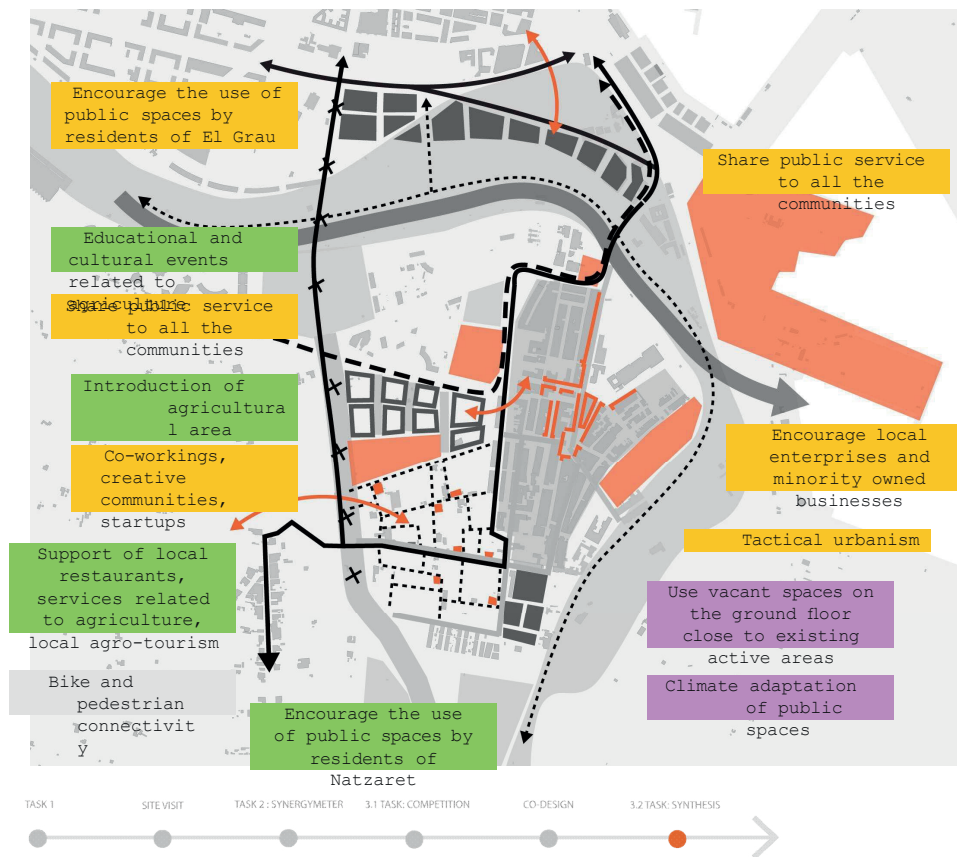 Encourage the use of
public spaces by
residents of El Grau
Share public service
to all the
communities
Educational and
cultural events
related to
agriculture
Share public service
to all the
communities
Introduction of
agricultura
l area
Co-workings,
creative
communities,
startups
Encourage local
enterprises and
minority owned
businesses
Tactical urbanism
Support of local
restaurants,
services related
to agriculture,
local agro-tourism
Use vacant spaces on
the ground floor
close to existing
active areas
Bike and
pedestrian
connectivit
y
Climate adaptation
of public
spaces
Encourage the use
of public spaces by
residents of
Natzaret
TASK 1
SITE VISIT
TASK 2 : SYNERGYMETER
3.1 TASK: COMPETITION
CO-DESIGN
3.2 TASK: SYNTHESIS